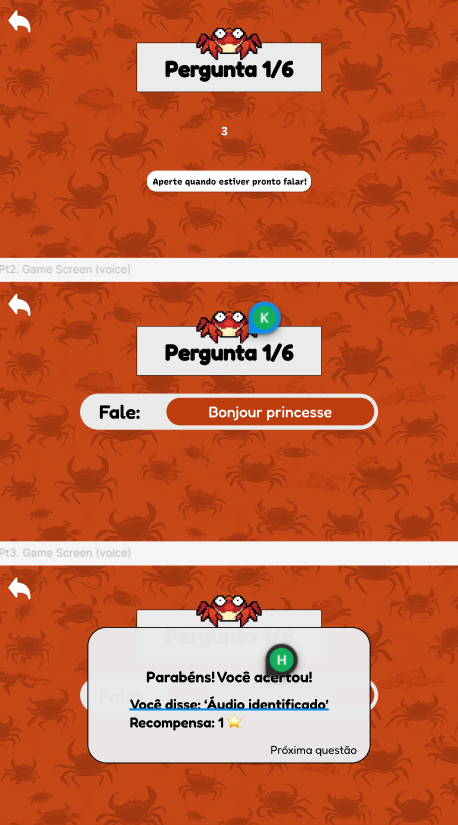 Pergunta 1/6
3
Aperte quando estiver pronto falar!
Pt2. Game Screen (voice)
K
Pergunta 1/6
Fale: Bonjour princesse
Pt3. Game Screen (voice)
Pergunta 1/6
H
Fale:
Parabéns! Você acertou!
Você disse: ‘Áudio identificado’
Recompensa: 1
Próxima questão